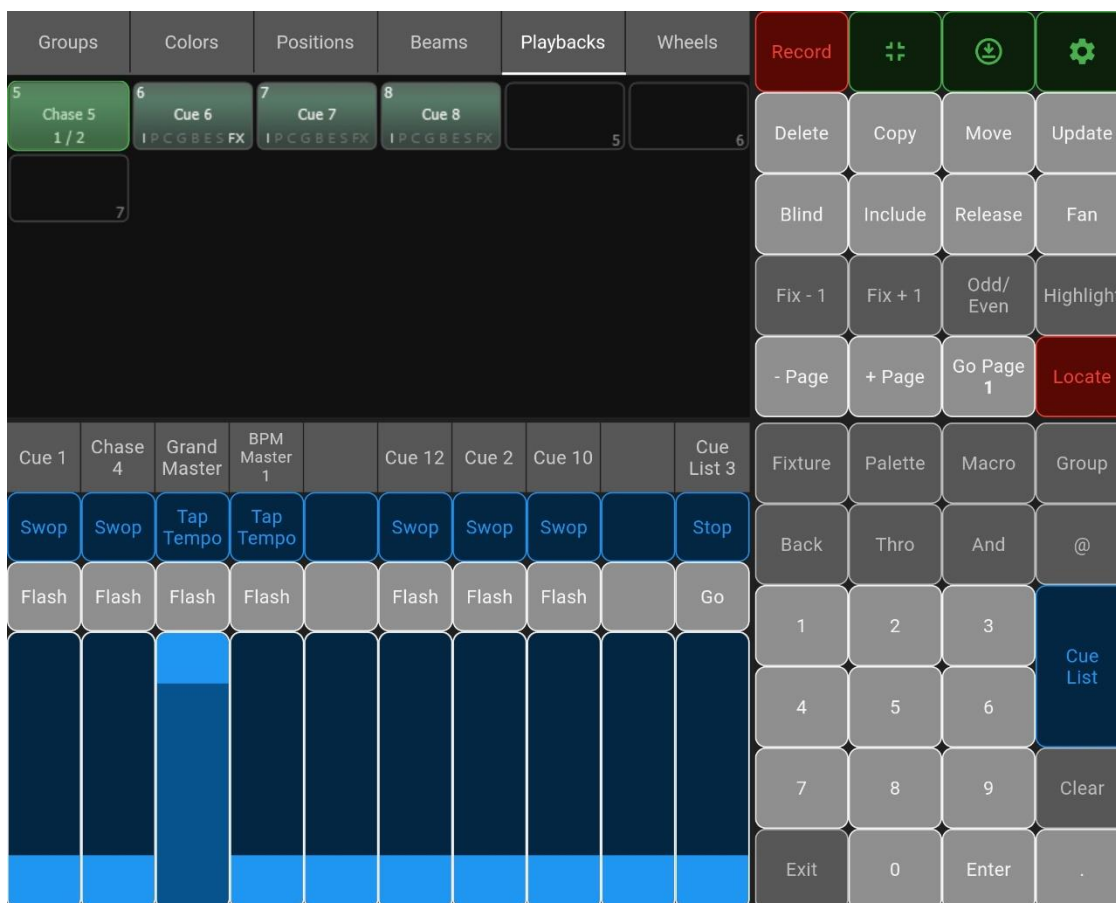 Groups
Colors
Positions
Beams
Playbacks
Wheels
Record
5
Chase 5
1 / 2
6
Cue 6
I P C G B E S FX
7
Cue 7
I P C G B E S FX
8
Cue 8
I P C G B E S FX
5
6
7
Delete
Copy
Move
Update
Blind
Include
Release
Fan
Fix - 1
Fix + 1
Odd/
Even
Highligh
- Page
+ Page
Go Page
1
Locate
Cue 1
Chase
4
Grand
Master
BPM
Master
1
Cue 12
Cue 2
Cue 10
Cue
List 3
Swop
Swop
Tap
Tempo
Tap
Tempo
Swop
Swop
Swop
Stop
Flash
Flash
Flash
Flash
Flash
Flash
Flash
Go
Fixture
Palette
Macro
Group
Back
Thro
And
@
1
2
3
Cue
List
4
5
6
7
8
9
Clear
Exit
0
Enter
.